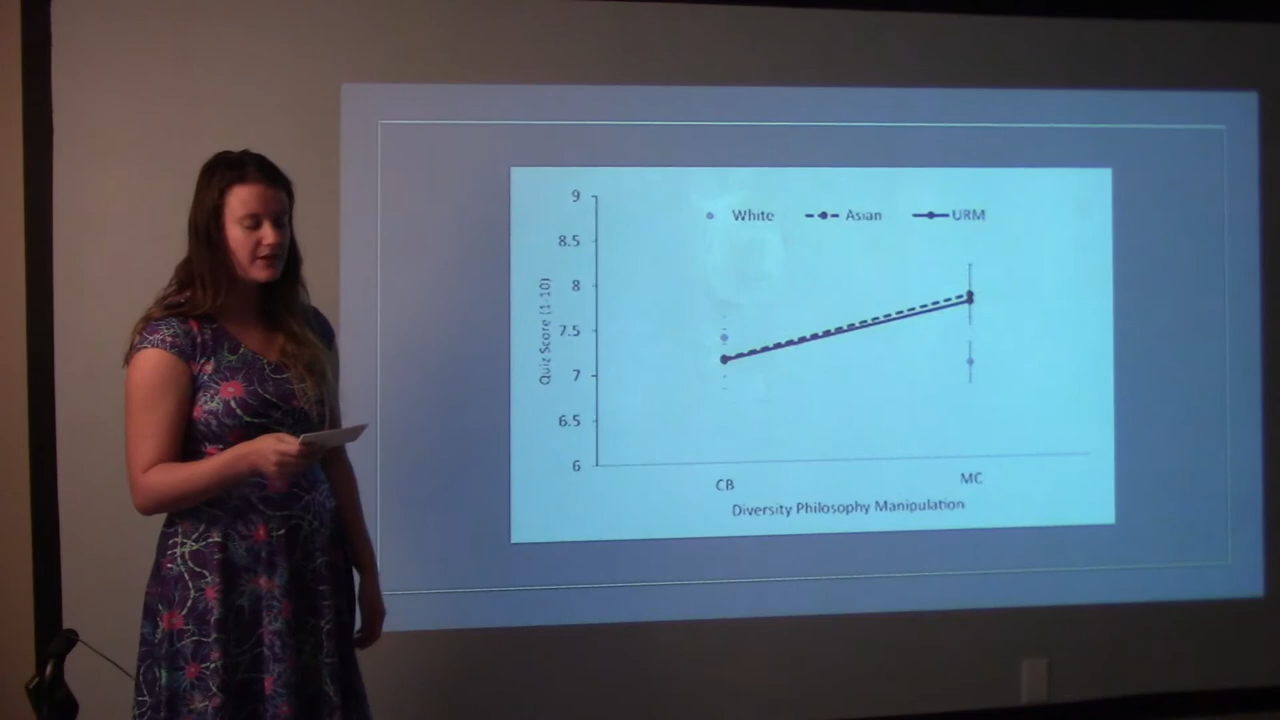 White Asian URM
9
8.5
8
7.5
7
6.5
6
Quiz Score (1-10)
CB MC
Diversity Philosophy Manipulation